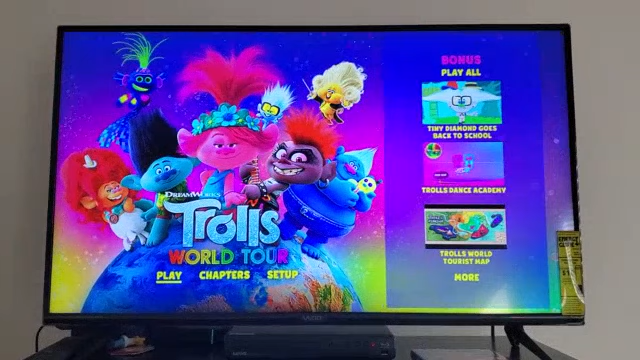 BONUS
PLAY ALL
TINY DIAMOND GOES
BACK TO SCHOOL
TROLLS DANCE ACADEMY
TROLLS WORLD
TOURIST MAP
MORE
DREAMWORKS
Trolls
WORLD TOUR
PLAY CHAPTERS SETUP
VIZIO